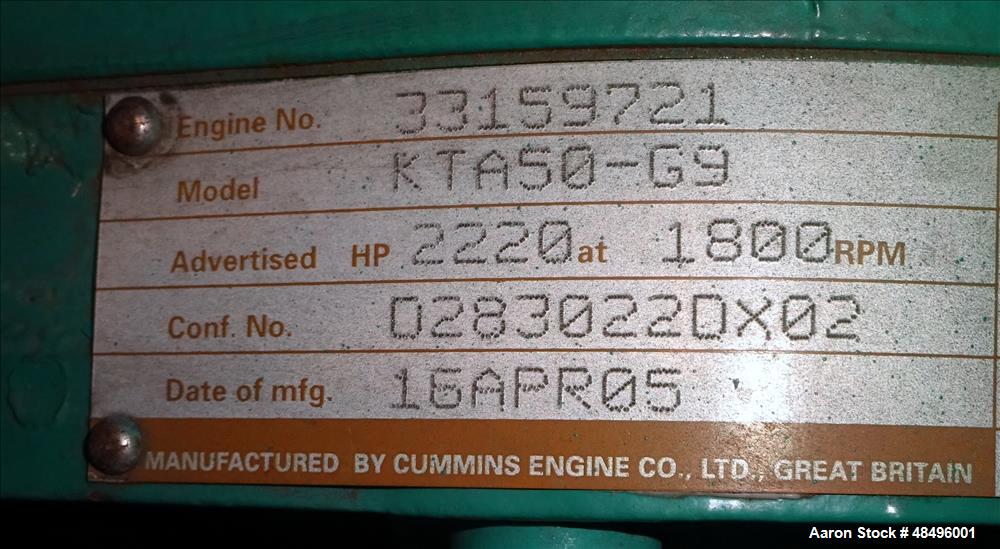 Engine No. 33159721
Model KTA50-G9
Advertised HP 2220 at 1800 RPM
Conf. No. D283022DX02
Date of mfg. 16APR05
MANUFACTURED BY CUMMINS ENGINE CO., LTD., GREAT BRITAIN
Aaron Stock # 48496001